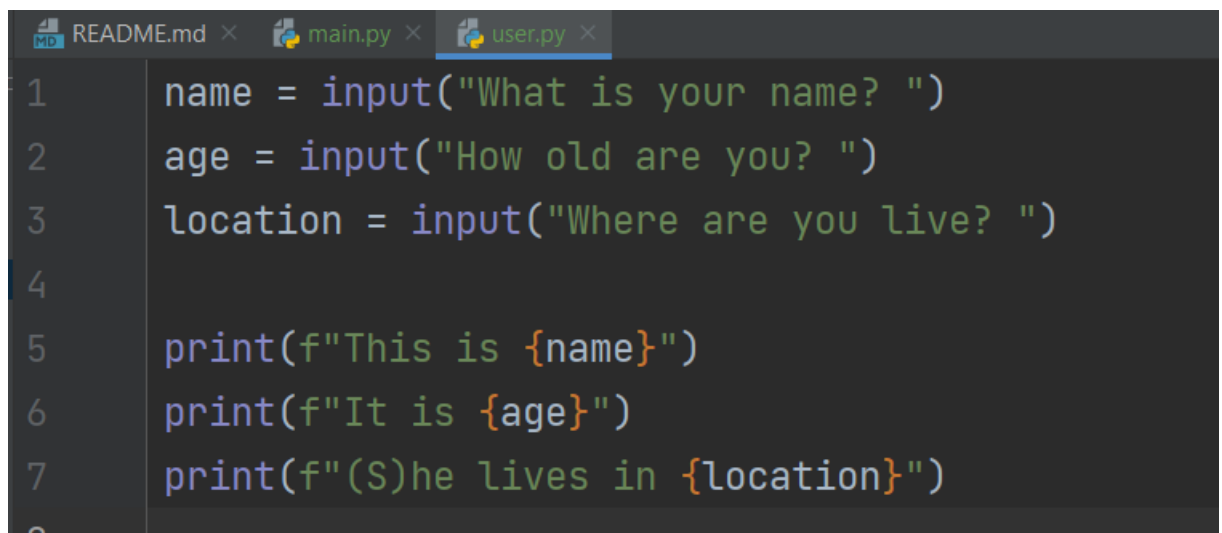 README.md × main.py × user.py ×
1 name = input("What is your name? ")
2 age = input("How old are you? ")
3 location = input("Where are you live? ")
4
5 print(f"This is {name}")
6 print(f"It is {age}")
7 print(f"(S)he lives in {location}")